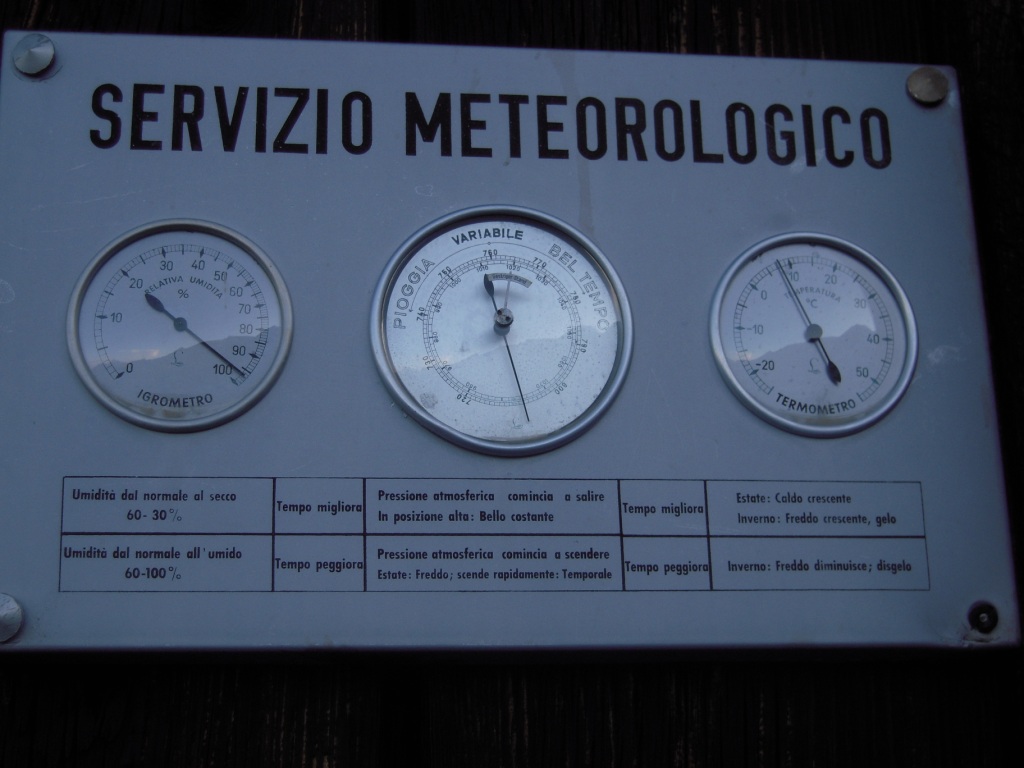 SERVIZIO METEOROLOGICO
0 10 20 30 40 50 60 70 80 90 100
RELATIVA UMIDITA
%
IGROMETRO
PIOGGIA VARIABILE BEL TEMPO
760 770
1020
-20 -10 0 10 20 30 40 50
TEMPERATURA
°C
TERMOMETRO
Umidità dal normale al secco
60-30%
Tempo migliora
Pressione atmosferica comincia a salire
In posizione alta: Bello costante
Tempo migliora
Estate: Caldo crescente
Inverno: Freddo crescente, gelo
Umidità dal normale all'umido
60-100%
Tempo peggiora
Pressione atmosferica comincia a scendere
Estate: Freddo; scende rapidamente: Temporale
Tempo peggiora
Inverno: Freddo diminuisce; disgelo